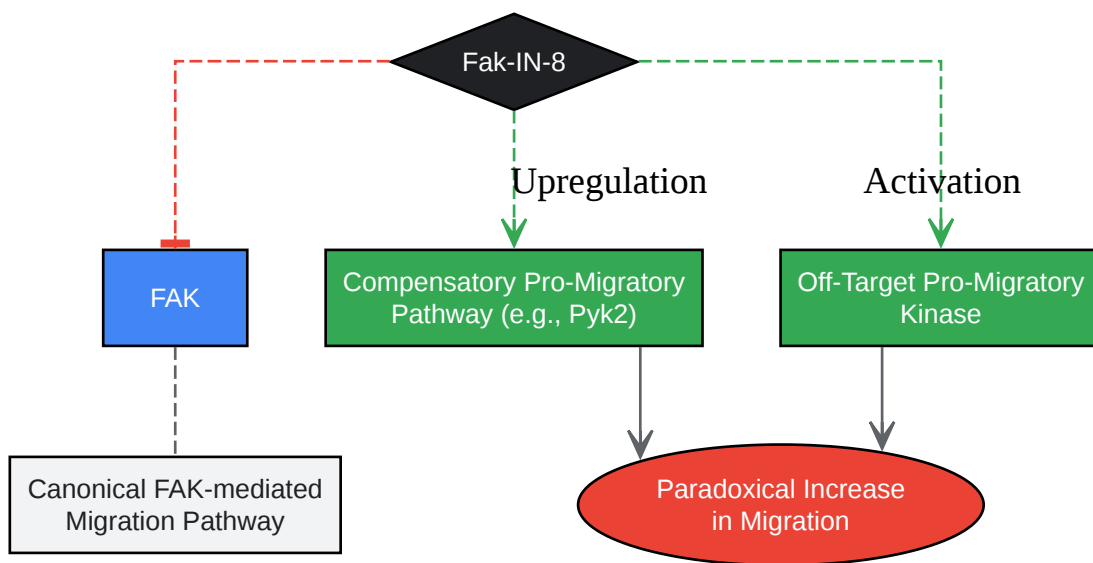 Fak-IN-8
Upregulation
Activation
FAK
Compensatory Pro-Migratory
Pathway (e.g., Pyk2)
Off-Target Pro-Migratory
Kinase
Canonical FAK-mediated
Migration Pathway
Paradoxical Increase
in Migration